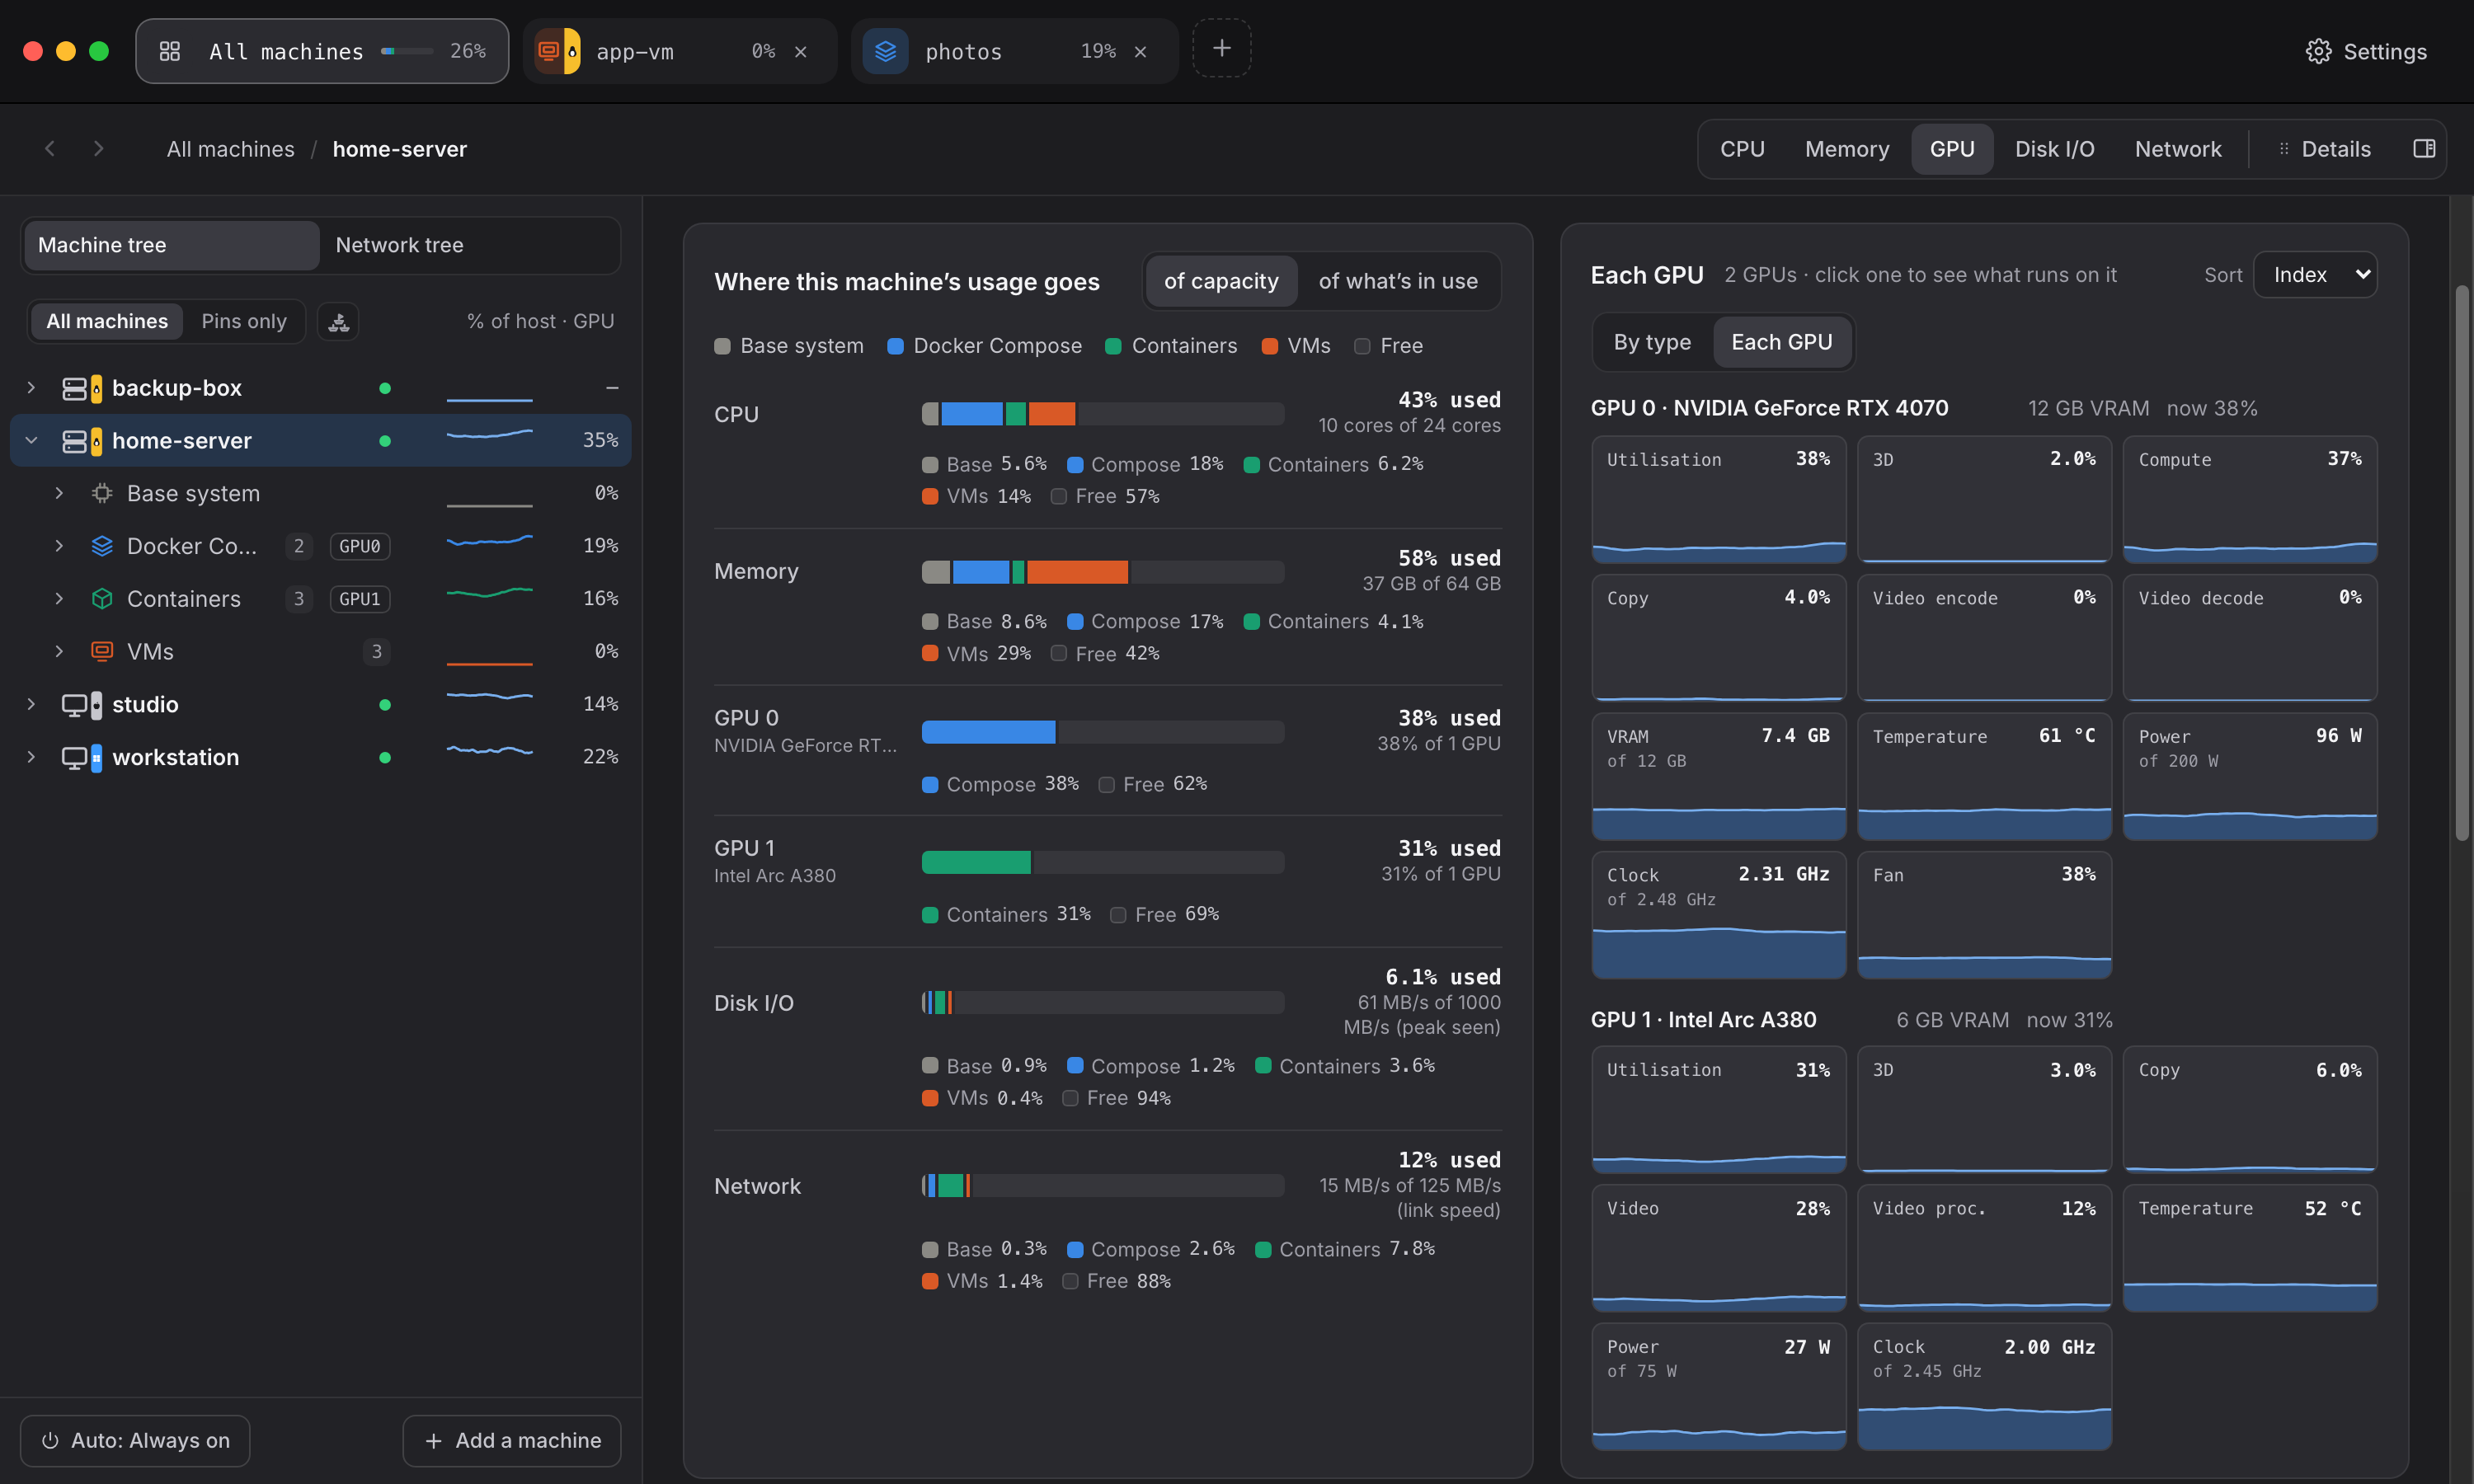 All machines 26%
app-vm 0% ×
photos 19% ×
+
Settings
All machines / home-server
CPU Memory GPU Disk I/O Network Details
Machine tree Network tree
All machines Pins only % of host · GPU
backup-box –
home-server 35%
Base system 0%
Docker Co... 2 GPU0 19%
Containers 3 GPU1 16%
VMs 3 0%
studio 14%
workstation 22%
Auto: Always on + Add a machine
Where this machine’s usage goes of capacity of what’s in use
Base system Docker Compose Containers VMs Free
CPU 43% used
10 cores of 24 cores
Base 5.6% Compose 18% Containers 6.2%
VMs 14% Free 57%
Memory 58% used
37 GB of 64 GB
Base 8.6% Compose 17% Containers 4.1%
VMs 29% Free 42%
GPU 0 38% used
NVIDIA GeForce RT... 38% of 1 GPU
Compose 38% Free 62%
GPU 1 31% used
Intel Arc A380 31% of 1 GPU
Containers 31% Free 69%
Disk I/O 6.1% used
61 MB/s of 1000
MB/s (peak seen)
Base 0.9% Compose 1.2% Containers 3.6%
VMs 0.4% Free 94%
Network 12% used
15 MB/s of 125 MB/s
(link speed)
Base 0.3% Compose 2.6% Containers 7.8%
VMs 1.4% Free 88%
Each GPU 2 GPUs · click one to see what runs on it Sort Index
By type Each GPU
GPU 0 · NVIDIA GeForce RTX 4070 12 GB VRAM now 38%
Utilisation 38% 3D 2.0% Compute 37%
Copy 4.0% Video encode 0% Video decode 0%
VRAM 7.4 GB Temperature 61 °C Power 96 W
of 12 GB of 200 W
Clock 2.31 GHz Fan 38%
of 2.48 GHz
GPU 1 · Intel Arc A380 6 GB VRAM now 31%
Utilisation 31% 3D 3.0% Copy 6.0%
Video 28% Video proc. 12% Temperature 52 °C
Power 27 W Clock 2.00 GHz
of 75 W of 2.45 GHz